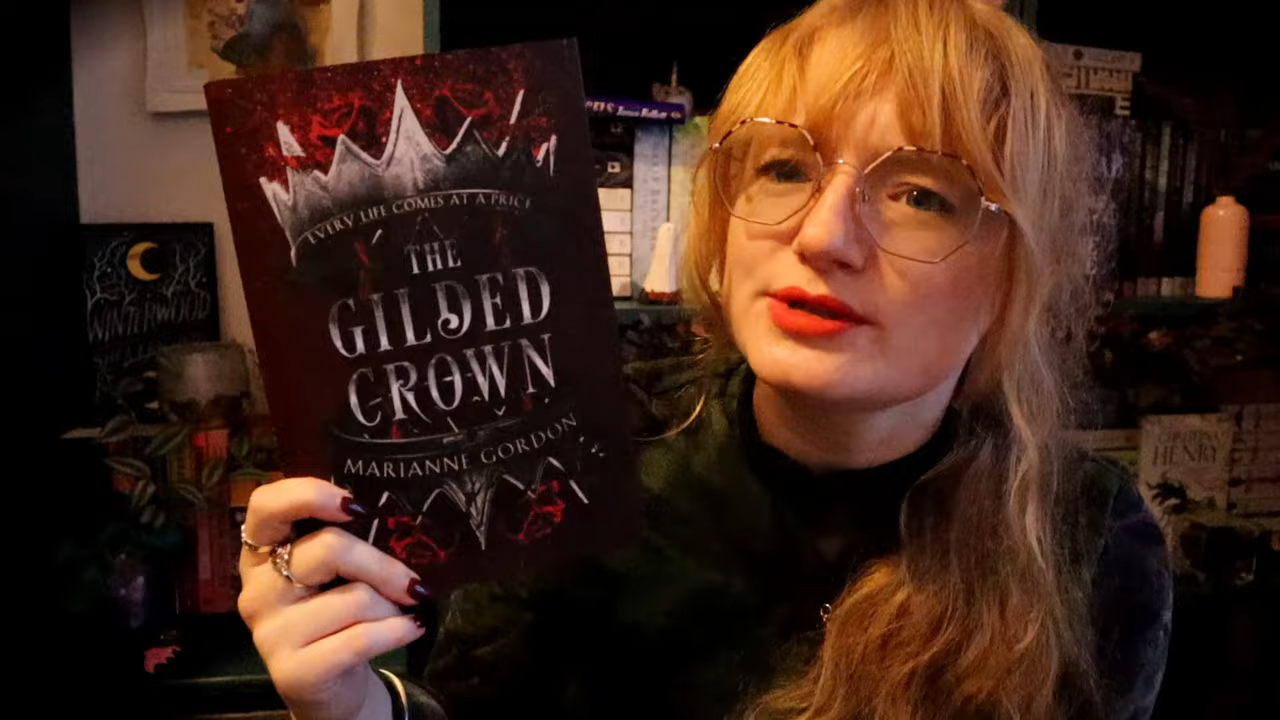 EVERY LIFE COMES AT A PRICE
THE
GILDED
CROWN
MARIANNE GORDON
WINTERWOOD
HENRY